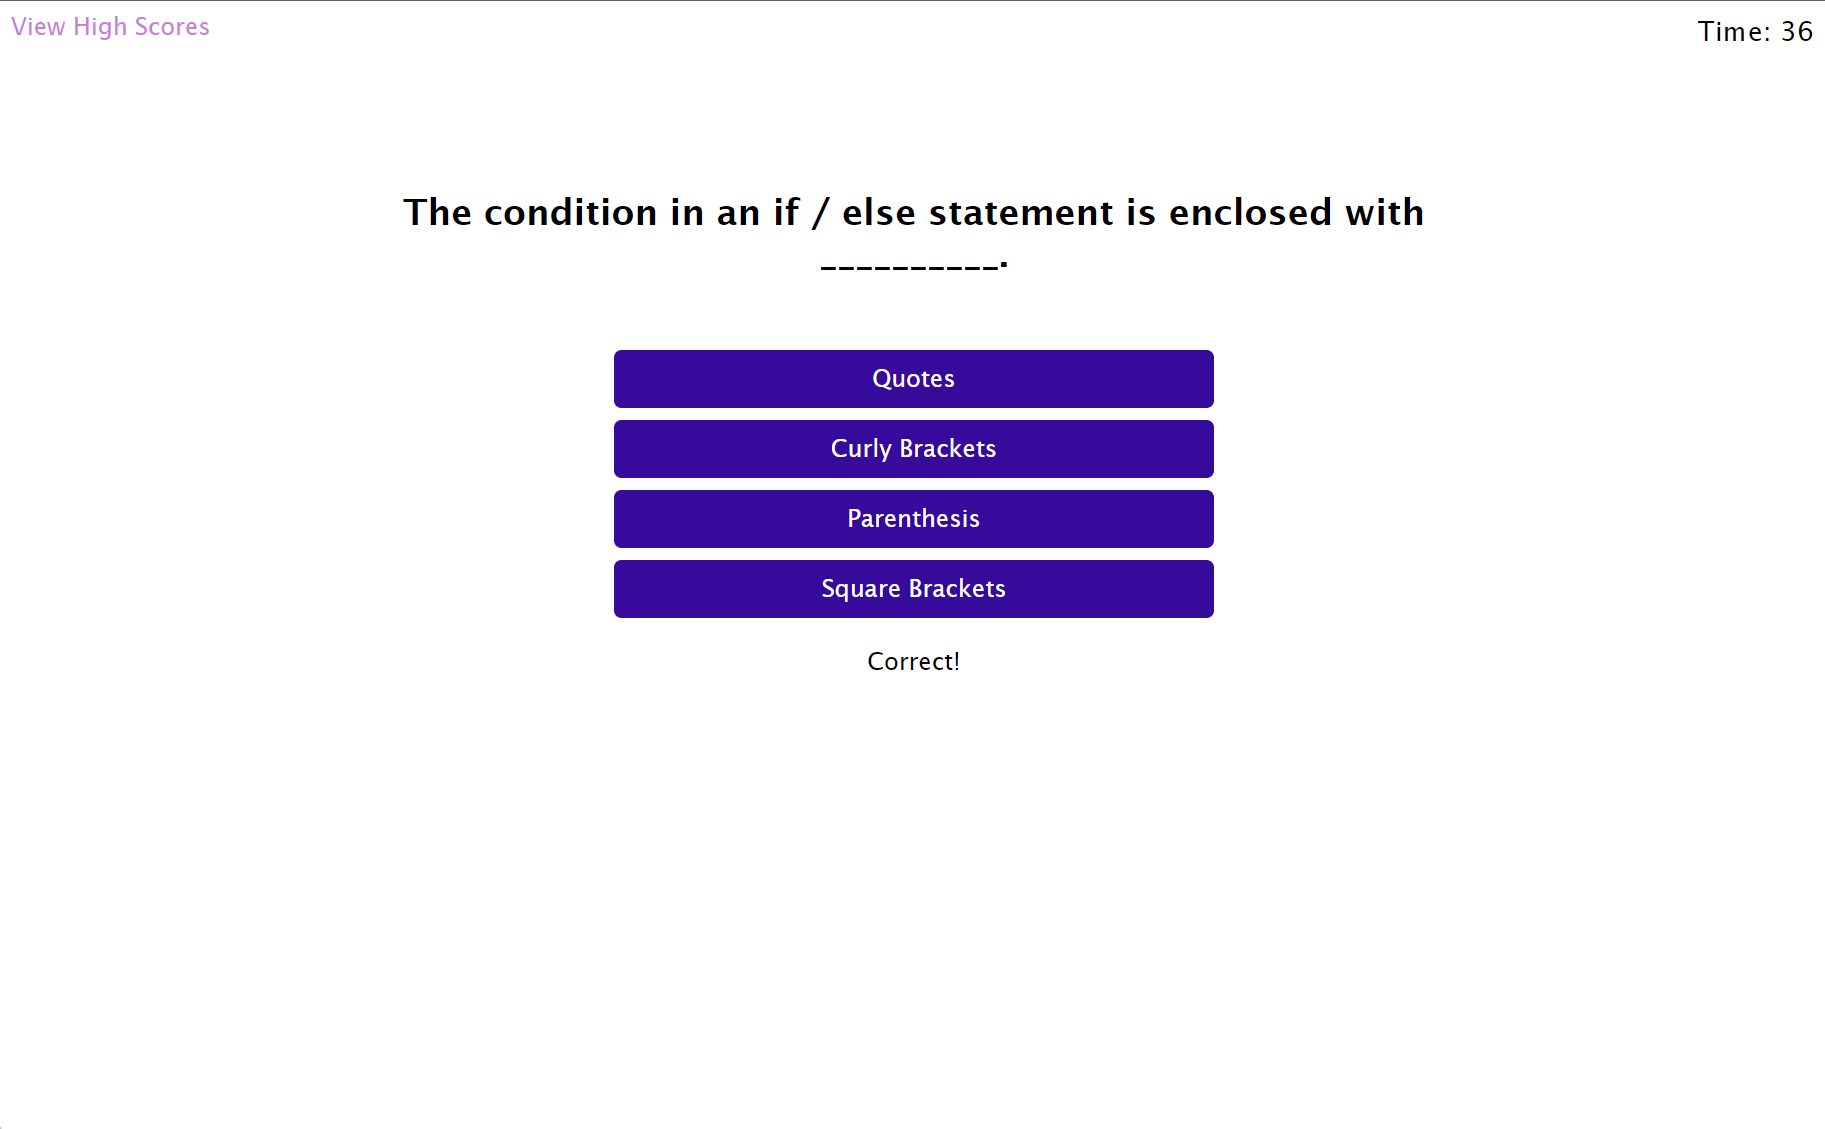 View High Scores
Time: 36
The condition in an if / else statement is enclosed with
__________.
Quotes
Curly Brackets
Parenthesis
Square Brackets
Correct!